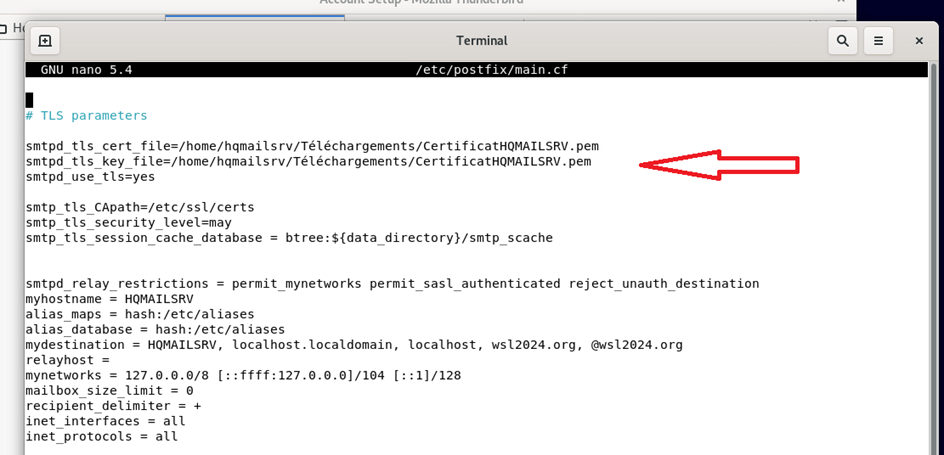 Account Setup - Mozilla Thunderbird
Terminal
GNU nano 5.4 /etc/postfix/main.cf
# TLS parameters
smtpd_tls_cert_file=/home/hqmailsrv/Téléchargements/CertificatHQMAILSRV.pem
smtpd_tls_key_file=/home/hqmailsrv/Téléchargements/CertificatHQMAILSRV.pem
smtpd_use_tls=yes
smtp_tls_CApath=/etc/ssl/certs
smtp_tls_security_level=may
smtp_tls_session_cache_database = btree:${data_directory}/smtp_scache
smtpd_relay_restrictions = permit_mynetworks permit_sasl_authenticated reject_unauth_destination
myhostname = HQMAILSRV
alias_maps = hash:/etc/aliases
alias_database = hash:/etc/aliases
mydestination = HQMAILSRV, localhost.localdomain, localhost, wsl2024.org, @wsl2024.org
relayhost =
mynetworks = 127.0.0.0/8 [::ffff:127.0.0.0]/104 [::1]/128
mailbox_size_limit = 0
recipient_delimiter = +
inet_interfaces = all
inet_protocols = all